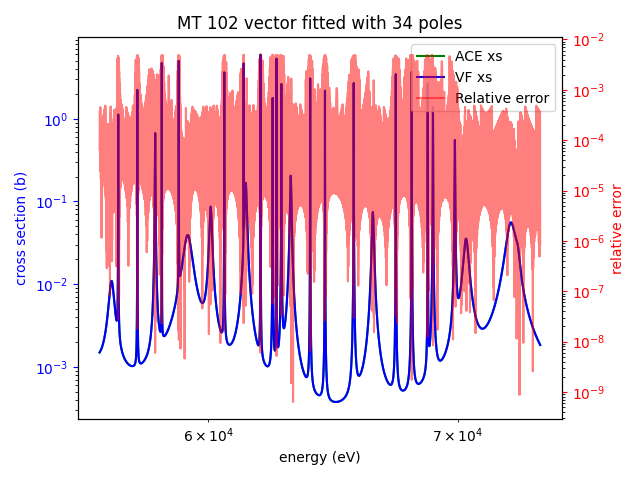 MT 102 vector fitted with 34 poles
ACE xs
VF xs
Relative error
cross section (b)
10⁰
10⁻¹
10⁻²
10⁻³
relative error
10⁻²
10⁻³
10⁻⁴
10⁻⁵
10⁻⁶
10⁻⁷
10⁻⁸
10⁻⁹
6 × 10⁴
7 × 10⁴
energy (eV)